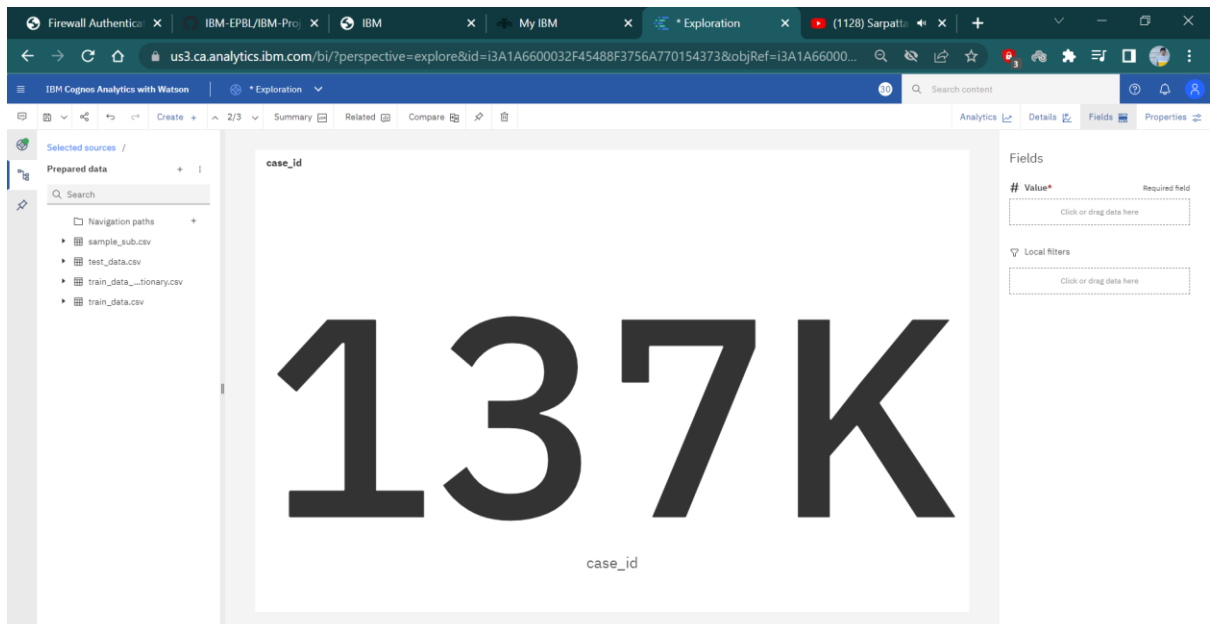 Firewall Authentica IBM-EPBL/IBM-Proj IBM My IBM * Exploration (1128) Sarpatta
us3.ca.analytics.ibm.com/bi/?perspective=explore&id=i3A1A6600032F45488F3756A770154373&objRef=i3A1A66000... 3
IBM Cognos Analytics with Watson * Exploration 30 Search content
Create + 2/3 Summary Related Compare Analytics Details Fields Properties
Selected sources /
Prepared data +
Search
Navigation paths +
sample_sub.csv
test_data.csv
train_data_...tionary.csv
train_data.csv
case_id
137K
case_id
Fields
# Value* Required field
Click or drag data here
Local filters
Click or drag data here